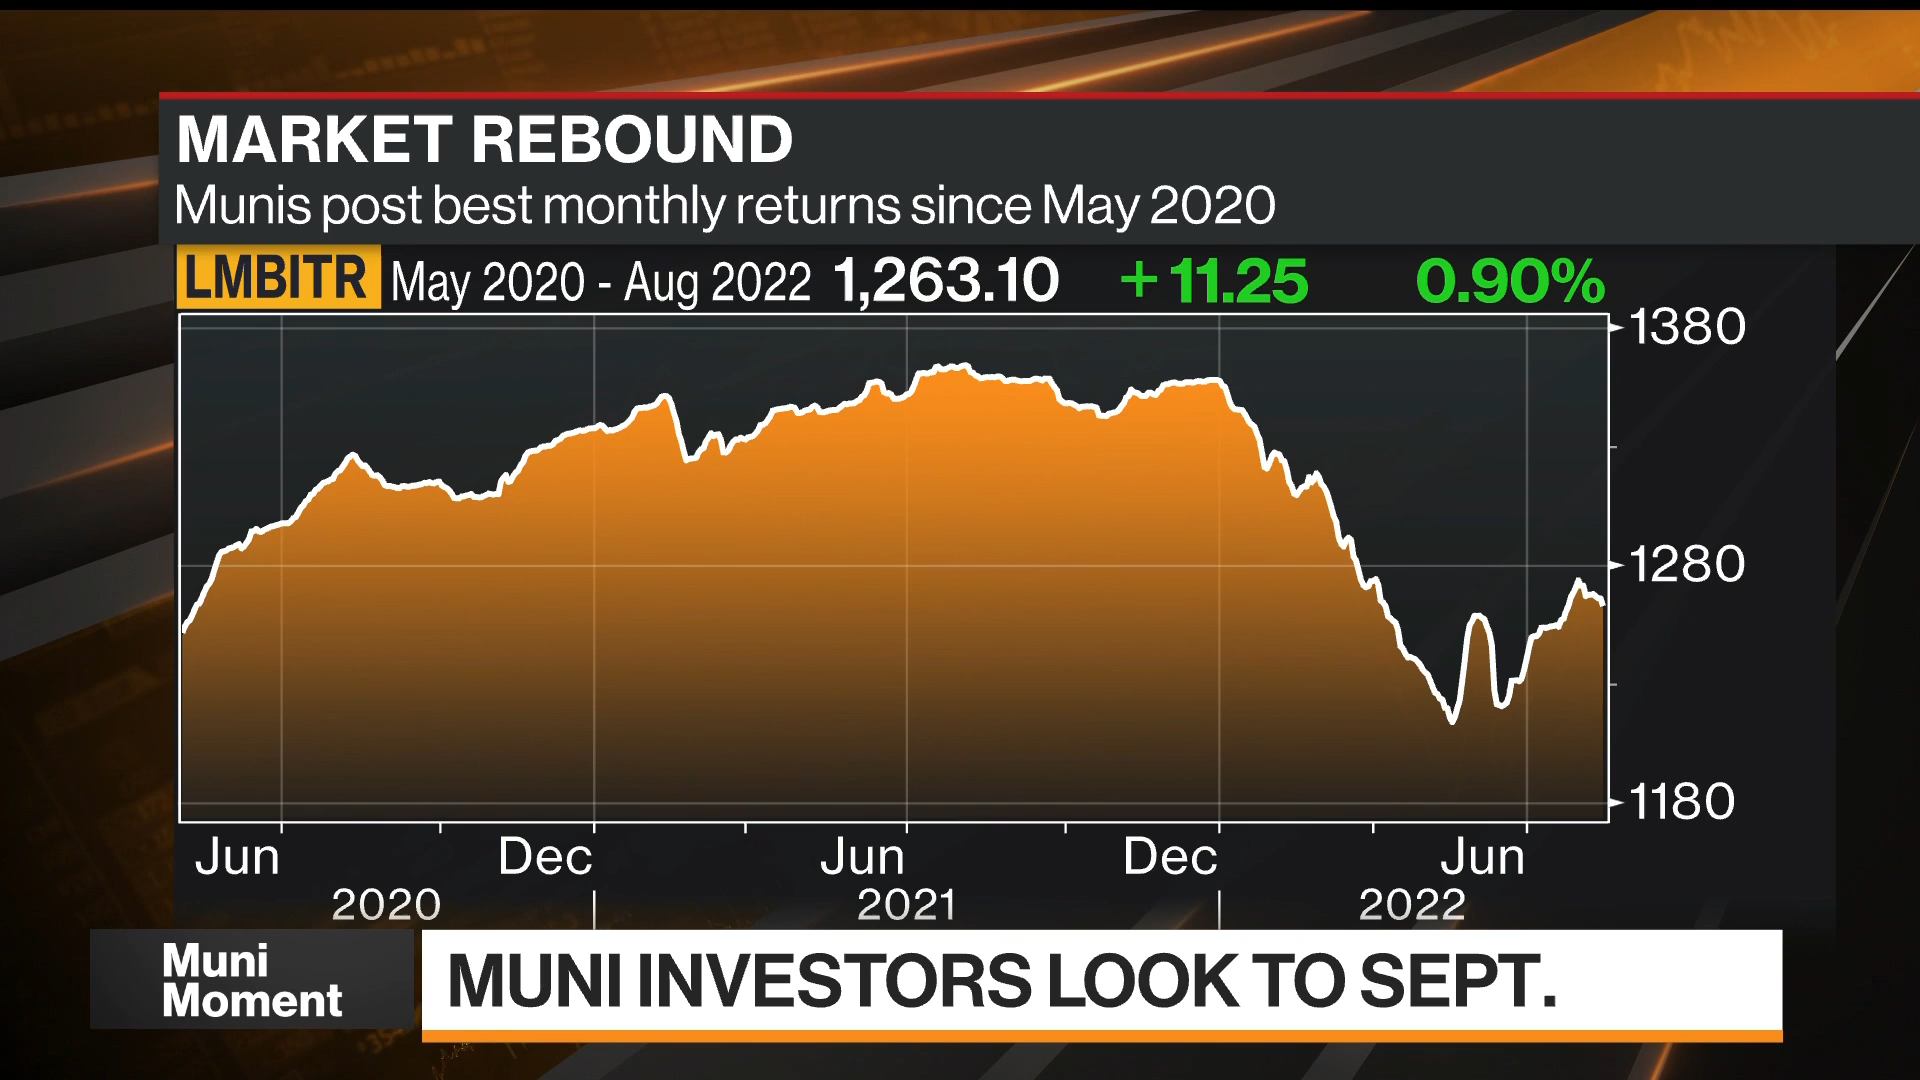 MARKET REBOUND
Munis post best monthly returns since May 2020
LMBITR May 2020 - Aug 2022 1,263.10 +11.25 0.90%
1380
1280
1180
Jun Dec Jun Dec Jun
2020 2021 2022
Muni
Moment
MUNI INVESTORS LOOK TO SEPT.